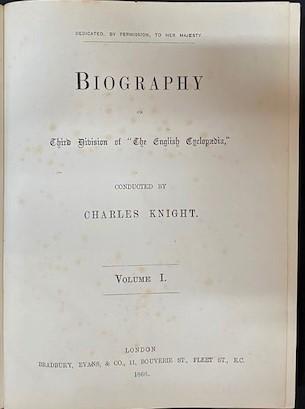 DEDICATED, BY PERMISSION, TO HER MAJESTY.
BIOGRAPHY
OR
Third Division of "The English Cyclopædia,"
CONDUCTED BY
CHARLES KNIGHT.
VOLUME I.
LONDON
BRADBURY, EVANS, & CO., 11, BOUVERIE ST., FLEET ST., E.C.